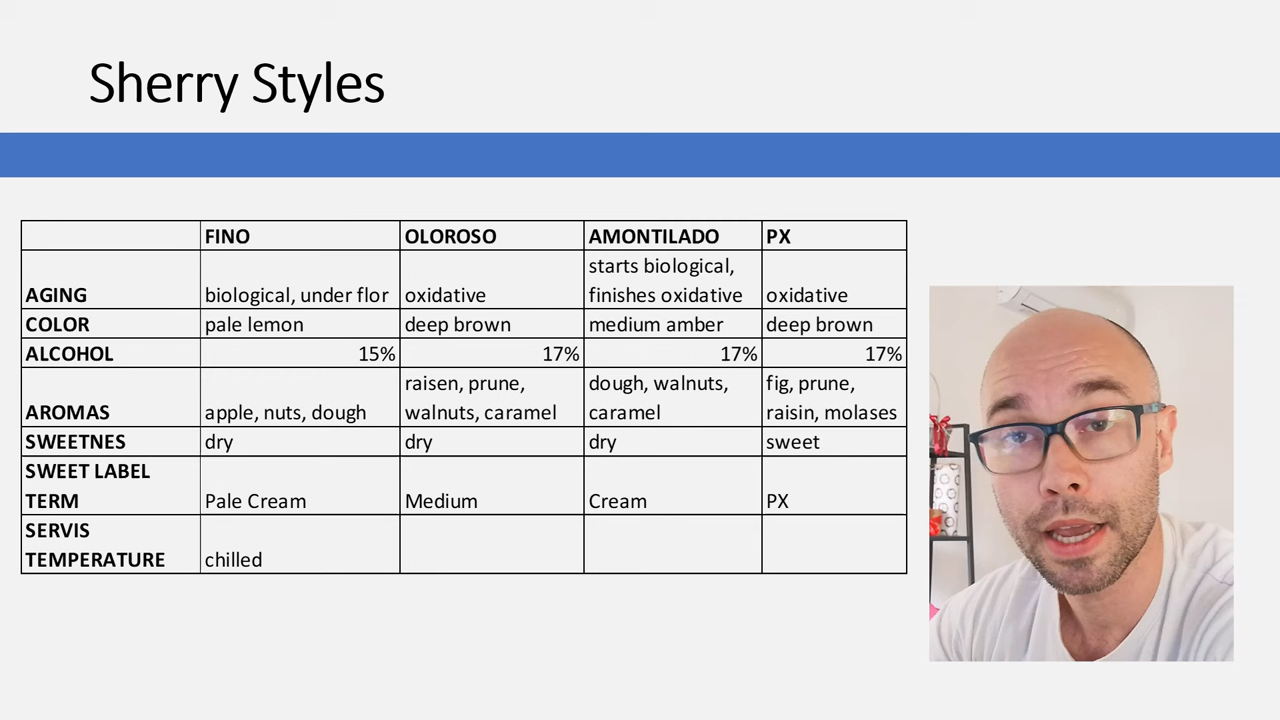 Sherry Styles
FINO OLOROSO AMONTILADO PX
starts biological,
AGING biological, under flor oxidative finishes oxidative oxidative
COLOR pale lemon deep brown medium amber deep brown
ALCOHOL 15% 17% 17% 17%
raisen, prune, dough, walnuts, fig, prune,
AROMAS apple, nuts, dough walnuts, caramel caramel raisin, molases
SWEETNES dry dry dry sweet
SWEET LABEL
TERM Pale Cream Medium Cream PX
SERVIS
TEMPERATURE chilled